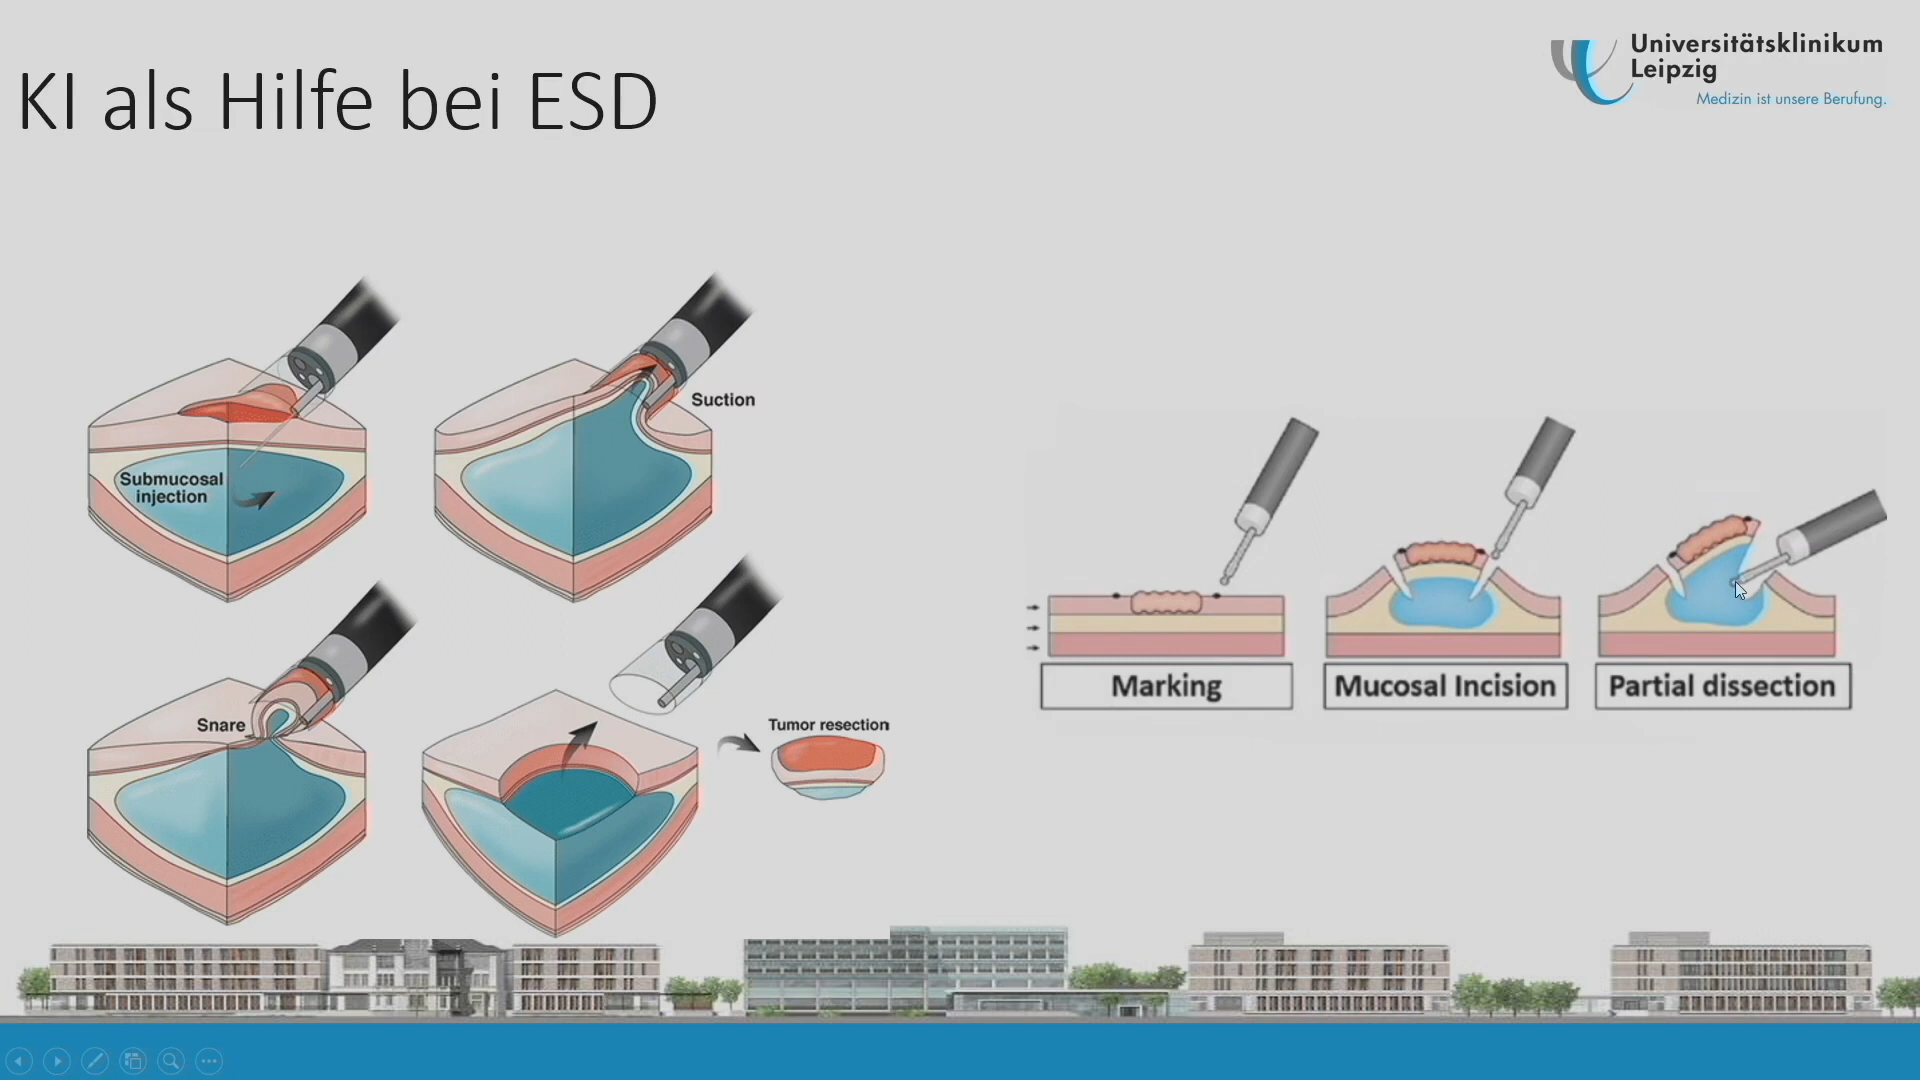 KI als Hilfe bei ESD
Universitätsklinikum
Leipzig
Medizin ist unsere Berufung.
Submucosal
injection
Suction
Snare
Tumor resection
Marking
Mucosal Incision
Partial dissection